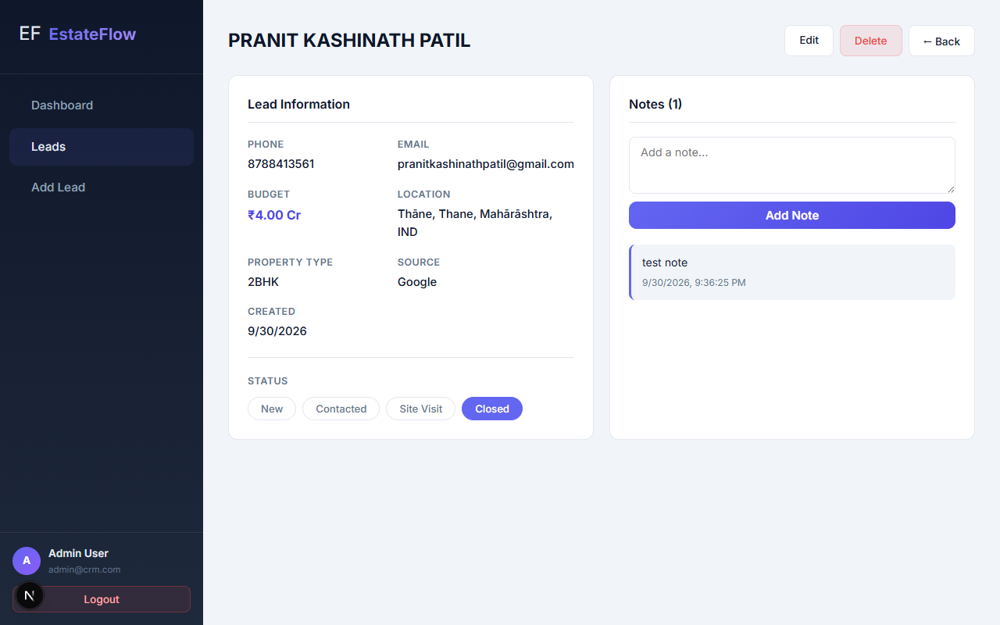 EF EstateFlow
Dashboard
Leads
Add Lead
Admin User
admin@crm.com
A
N
Logout
PRANIT KASHINATH PATIL
Edit
Delete
← Back
Lead Information
PHONE
8788413561
EMAIL
pranitkashinathpatil@gmail.com
BUDGET
₹4.00 Cr
LOCATION
Thāne, Thane, Mahārāshtra,
IND
PROPERTY TYPE
2BHK
SOURCE
Google
CREATED
9/30/2026
STATUS
New
Contacted
Site Visit
Closed
Notes (1)
Add a note...
Add Note
test note
9/30/2026, 9:36:25 PM